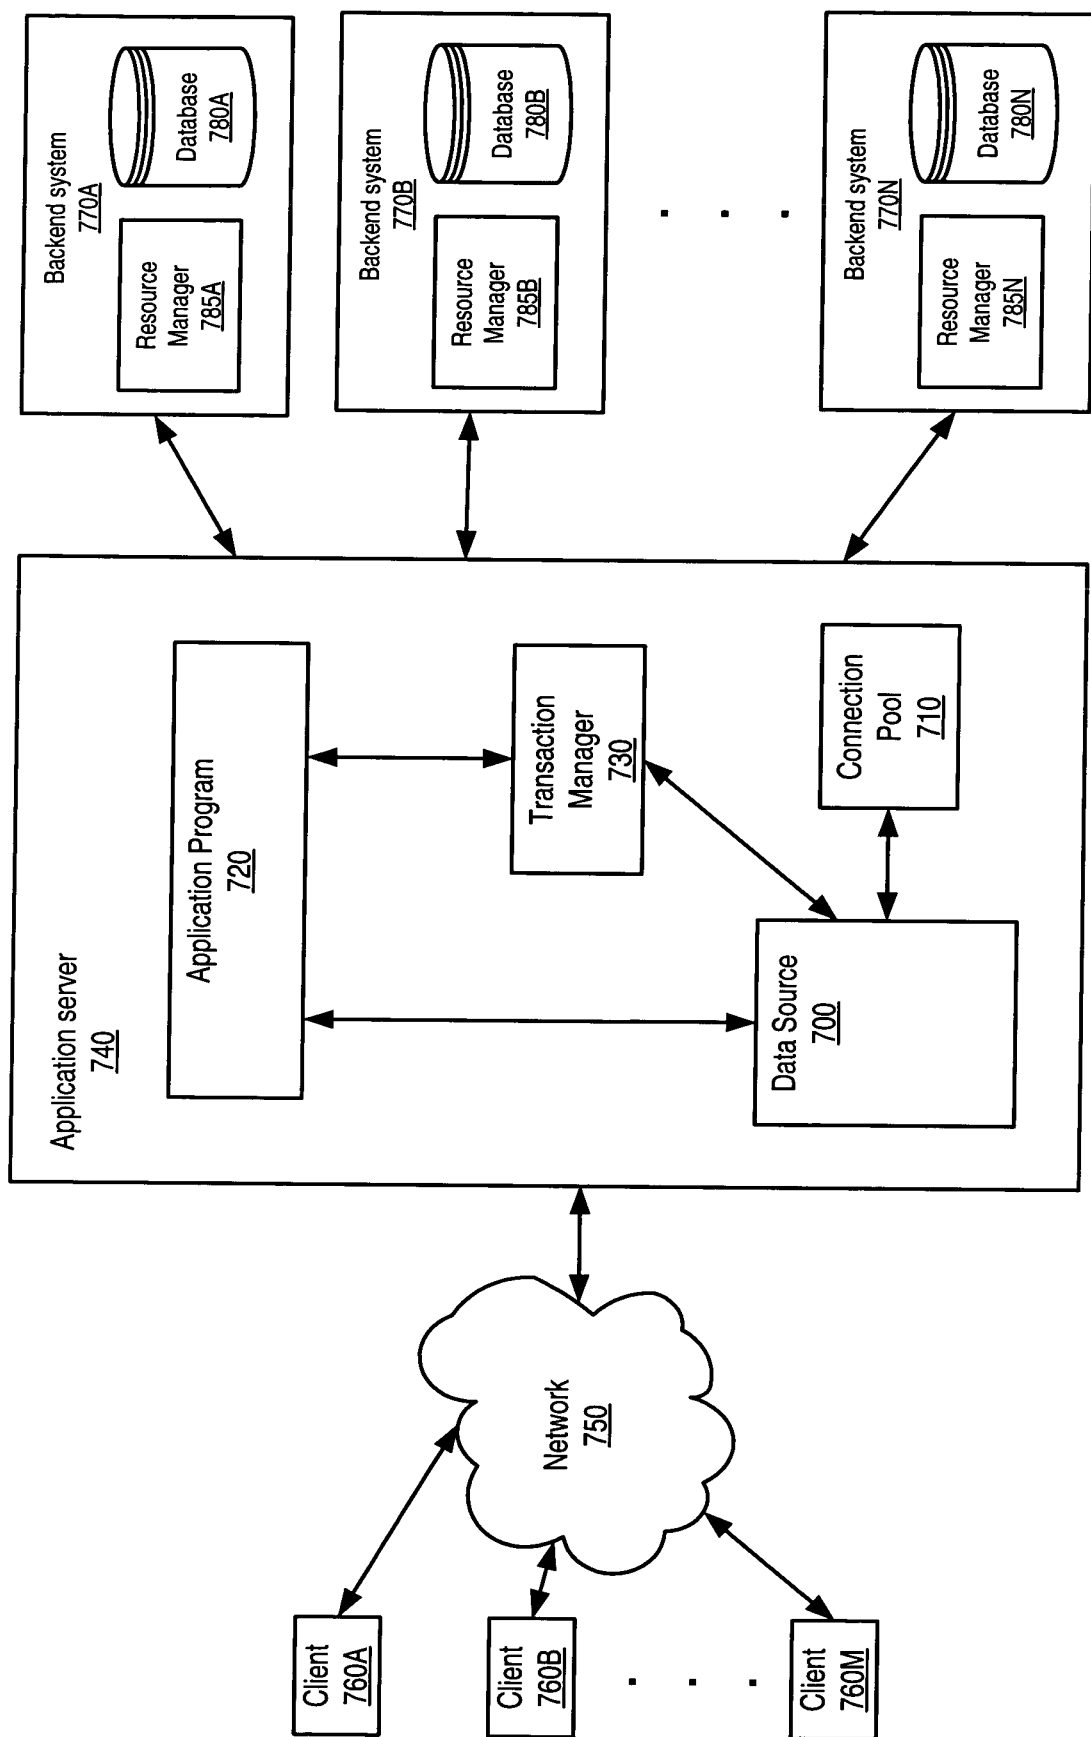 Client
760A
Client
760B
Client
760M
Network
750
Application server
740
Application Program
720
Transaction
Manager
730
Data Source
700
Connection
Pool
710
Backend system
770A
Resource
Manager
785A
Database
780A
Backend system
770B
Resource
Manager
785B
Database
780B
Backend system
770N
Resource
Manager
785N
Database
780N